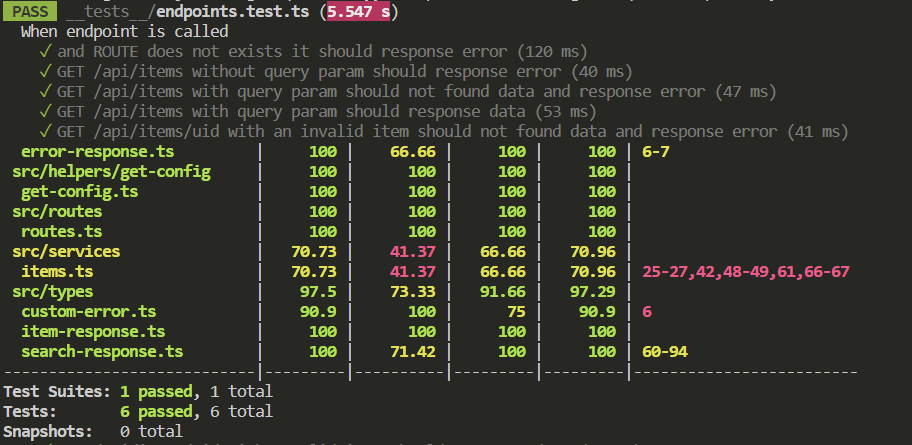 PASS __tests__/endpoints.test.ts (5.547 s)
When endpoint is called
✓ and ROUTE does not exists it should response error (120 ms)
✓ GET /api/items without query param should response error (40 ms)
✓ GET /api/items with query param should not found data and response error (47 ms)
✓ GET /api/items with query param should response data (53 ms)
✓ GET /api/items/uid with an invalid item should not found data and response error (41 ms)
error-response.ts | 100 | 66.66 | 100 | 100 | 6-7
src/helpers/get-config | 100 | 100 | 100 | 100 |
get-config.ts | 100 | 100 | 100 | 100 |
src/routes | 100 | 100 | 100 | 100 |
routes.ts | 100 | 100 | 100 | 100 |
src/services | 70.73 | 41.37 | 66.66 | 70.96 |
items.ts | 70.73 | 41.37 | 66.66 | 70.96 | 25-27,42,48-49,61,66-67
src/types | 97.5 | 73.33 | 91.66 | 97.29 |
custom-error.ts | 90.9 | 100 | 75 | 90.9 | 6
item-response.ts | 100 | 100 | 100 | 100 |
search-response.ts | 100 | 71.42 | 100 | 100 | 60-94
----------------------------|---------|----------|---------|---------|-------------------------
Test Suites: 1 passed, 1 total
Tests: 6 passed, 6 total
Snapshots: 0 total